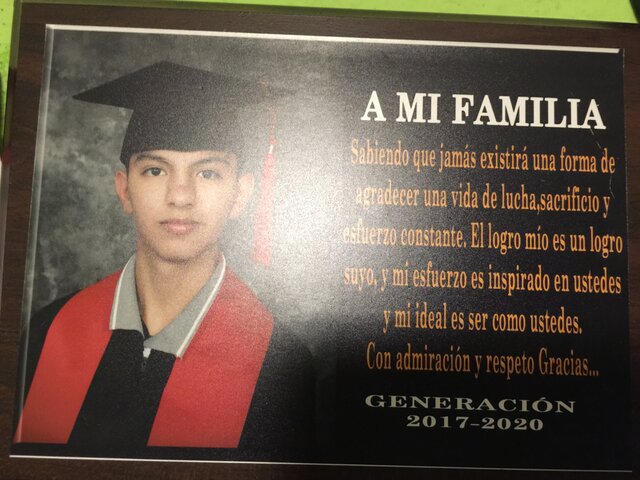 A MI FAMILIA
Sabiendo que jamás existirá una forma de
agradecer una vida de lucha,sacrificio y
esfuerzo constante. El logro mío es un logro
suyo. y mi esfuerzo es inspirado en ustedes
y mi ideal es ser como ustedes.
Con admiración y respeto Gracias...
GENERACIÓN
2017-2020